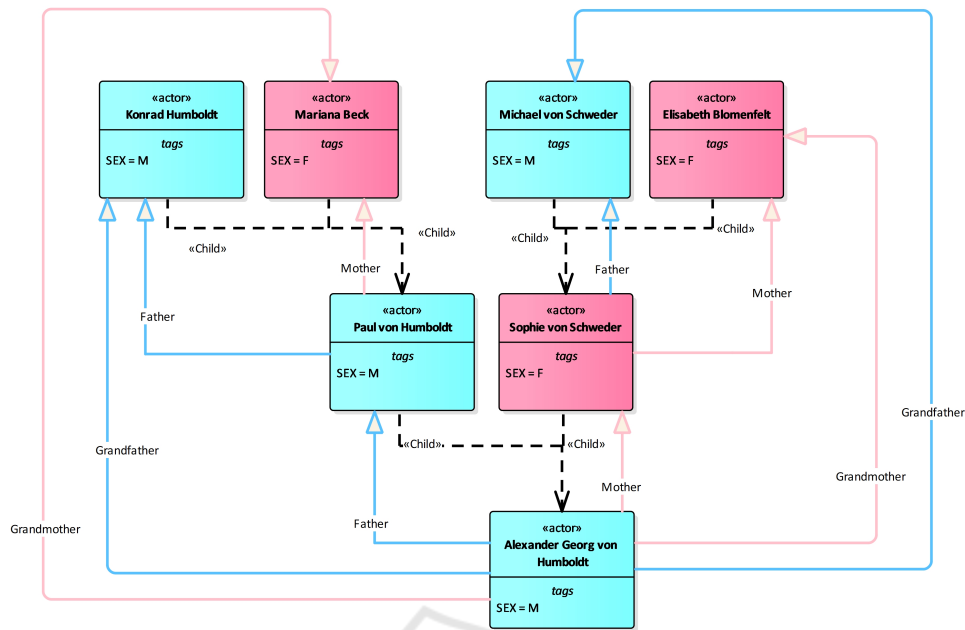 «actor»
Konrad Humboldt
tags
SEX = M
«actor»
Mariana Beck
tags
SEX = F
«actor»
Michael von Schweder
tags
SEX = M
«actor»
Elisabeth Blomenfelt
tags
SEX = F
«Child»
«Child»
«Child»
«Child»
Mother
Father
Mother
Father
«actor»
Paul von Humboldt
tags
SEX = M
«actor»
Sophie von Schweder
tags
SEX = F
Grandfather
«Child»
«Child»
Grandfather
Grandmother
Mother
Father
Grandmother
«actor»
Alexander Georg von
Humboldt
tags
SEX = M